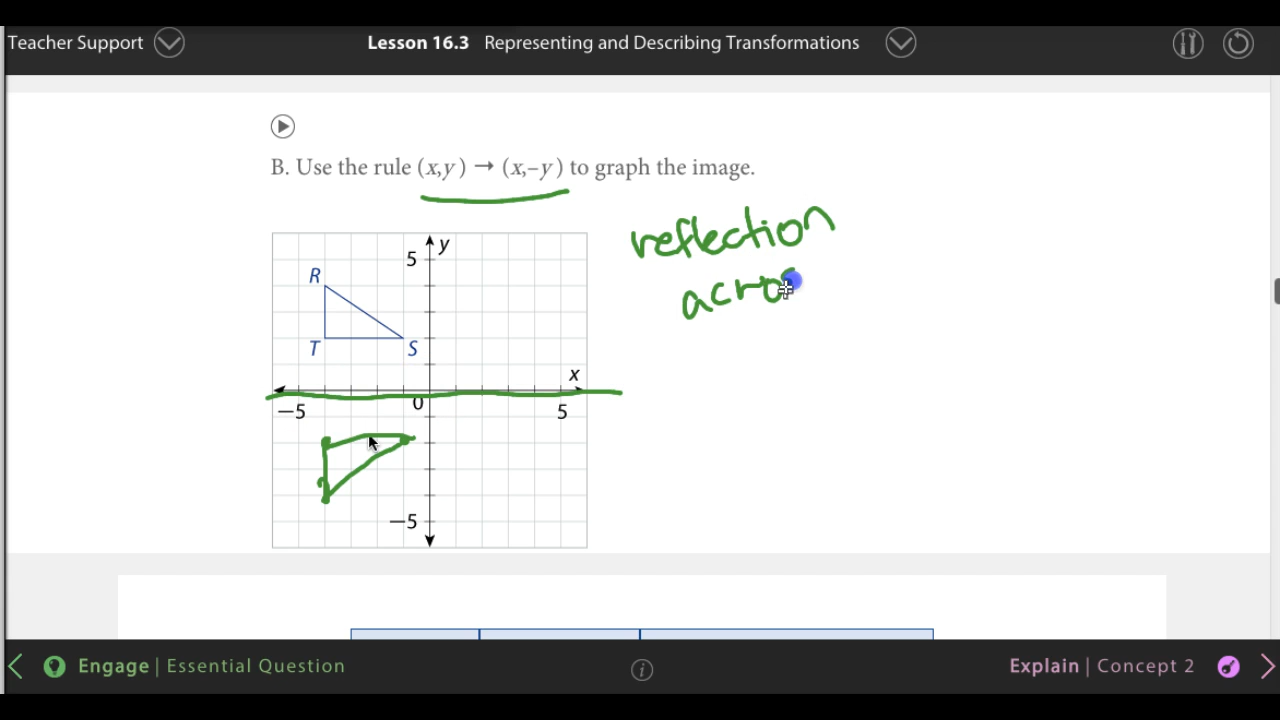 Teacher Support
Lesson 16.3 Representing and Describing Transformations
B. Use the rule (x,y) → (x,−y) to graph the image.
reflection
acros
5 y
R
T S
x
−5 0 5
−5
Engage | Essential Question
i
Explain | Concept 2